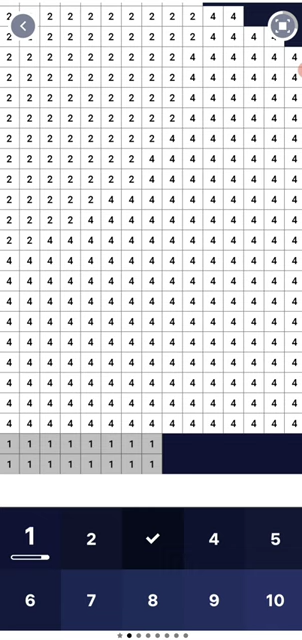 2 2 2 2 2 2 2 2 2 4 4
2 2 2 2 2 2 2 2 2 2 4 4 4
2 2 2 2 2 2 2 2 2 4 4 4 4 4 4
2 2 2 2 2 2 2 2 2 4 4 4 4 4 4
2 2 2 2 2 2 2 2 2 4 4 4 4 4 4
2 2 2 2 2 2 2 2 2 4 4 4 4 4 4
2 2 2 2 2 2 2 2 4 4 4 4 4 4 4
2 2 2 2 2 2 2 4 4 4 4 4 4 4 4
2 2 2 2 2 2 2 4 4 4 4 4 4 4 4
2 2 2 2 2 4 4 4 4 4 4 4 4 4 4
2 2 2 2 4 4 4 4 4 4 4 4 4 4 4
2 2 4 4 4 4 4 4 4 4 4 4 4 4 4
4 4 4 4 4 4 4 4 4 4 4 4 4 4 4
4 4 4 4 4 4 4 4 4 4 4 4 4 4 4
4 4 4 4 4 4 4 4 4 4 4 4 4 4 4
4 4 4 4 4 4 4 4 4 4 4 4 4 4 4
4 4 4 4 4 4 4 4 4 4 4 4 4 4 4
4 4 4 4 4 4 4 4 4 4 4 4 4 4 4
4 4 4 4 4 4 4 4 4 4 4 4 4 4 4
4 4 4 4 4 4 4 4 4 4 4 4 4 4 4
4 4 4 4 4 4 4 4 4 4 4 4 4 4 4
1 1 1 1 1 1 1 1
1 1 1 1 1 1 1 1
1 2 4 5
6 7 8 9 10